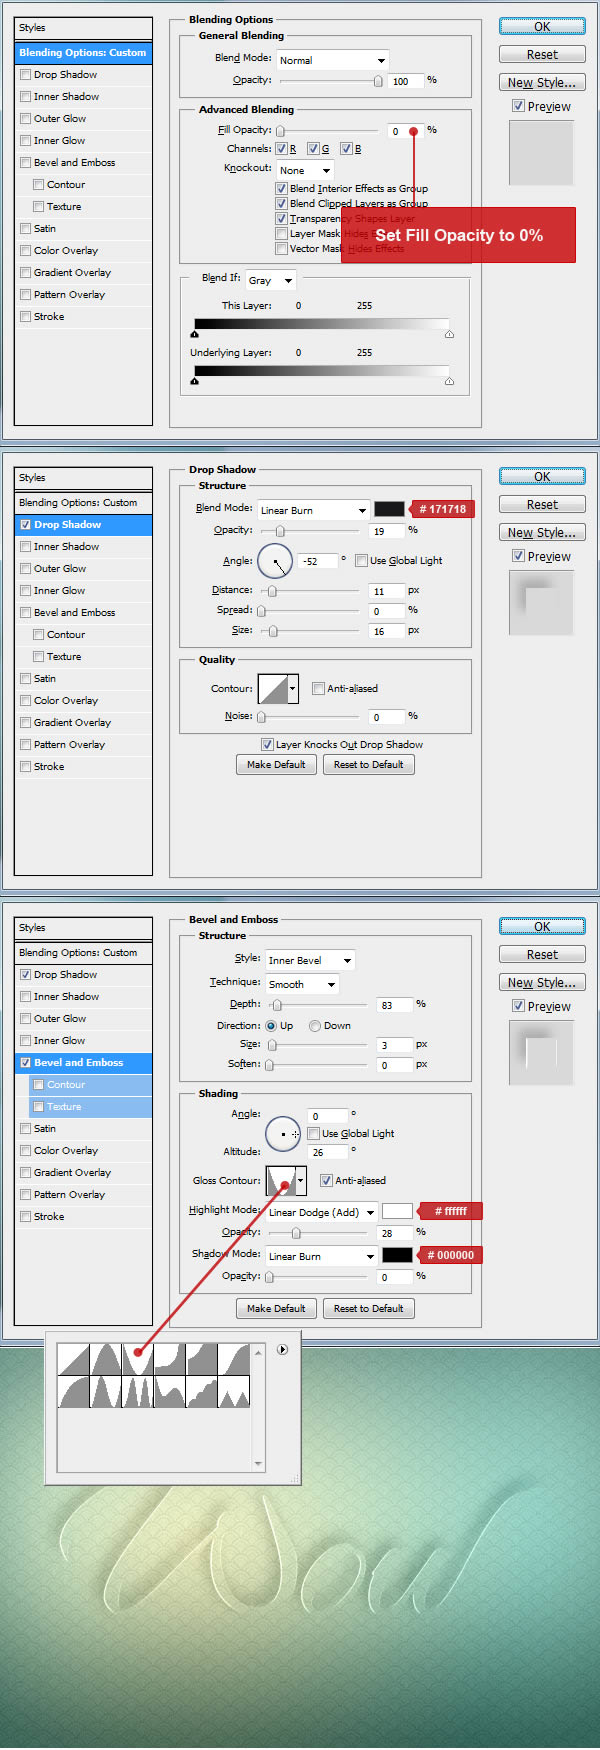 Styles
Blending Options: Custom
Drop Shadow
Inner Shadow
Outer Glow
Inner Glow
Bevel and Emboss
Contour
Texture
Satin
Color Overlay
Gradient Overlay
Pattern Overlay
Stroke
Blending Options
General Blending
Blend Mode: Normal
Opacity: 100 %
Advanced Blending
Fill Opacity: 0 %
Channels: R G B
Knockout: None
Blend Interior Effects as Group
Blend Clipped Layers as Group
Transparency Shapes Layer
Layer Mask Hides Effects
Vector Mask Hides Effects
Set Fill Opacity to 0%
Blend If: Gray
This Layer: 0 255
Underlying Layer: 0 255
OK
Reset
New Style...
Preview
Styles
Blending Options: Custom
Drop Shadow
Inner Shadow
Outer Glow
Inner Glow
Bevel and Emboss
Contour
Texture
Satin
Color Overlay
Gradient Overlay
Pattern Overlay
Stroke
Drop Shadow
Structure
Blend Mode: Linear Burn # 171718
Opacity: 19 %
Angle: -52 ° Use Global Light
Distance: 11 px
Spread: 0 %
Size: 16 px
Quality
Contour: Anti-aliased
Noise: 0 %
Layer Knocks Out Drop Shadow
Make Default Reset to Default
OK
Reset
New Style...
Preview
Styles
Blending Options: Custom
Drop Shadow
Inner Shadow
Outer Glow
Inner Glow
Bevel and Emboss
Contour
Texture
Satin
Color Overlay
Gradient Overlay
Pattern Overlay
Stroke
Bevel and Emboss
Structure
Style: Inner Bevel
Technique: Smooth
Depth: 83 %
Direction: Up Down
Size: 3 px
Soften: 0 px
Shading
Angle: 0 °
Use Global Light
Altitude: 26 °
Gloss Contour: Anti-aliased
Highlight Mode: Linear Dodge (Add) # ffffff
Opacity: 28 %
Shadow Mode: Linear Burn # 000000
Opacity: 0 %
Make Default Reset to Default
OK
Reset
New Style...
Preview
Wow